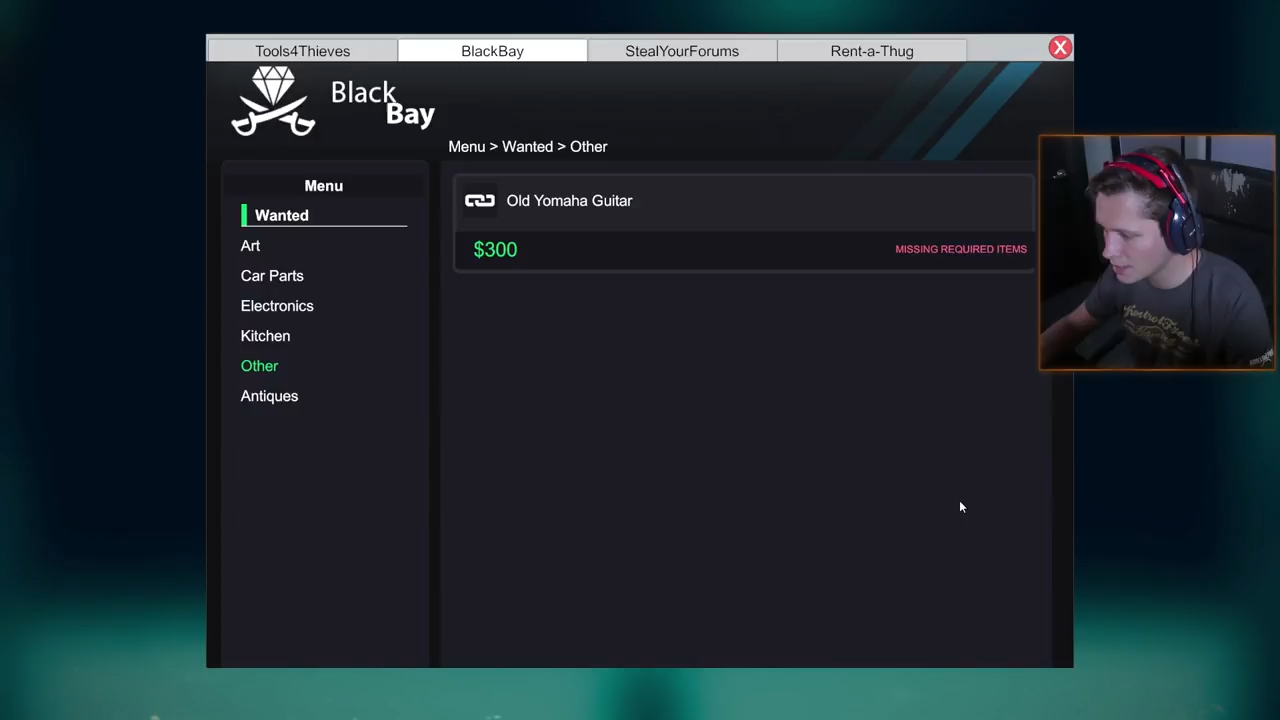 Tools4Thieves
BlackBay
StealYourForums
Rent-a-Thug
X
Black
Bay
Menu > Wanted > Other
Menu
Wanted
Art
Car Parts
Electronics
Kitchen
Other
Antiques
Old Yomaha Guitar
$300
MISSING REQUIRED ITEMS